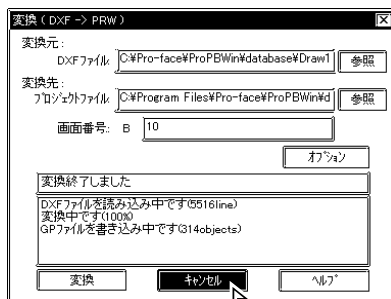 変換 ( DXF -> PRW )
変換元 :
DXFファイル C:¥Pro-face¥ProPBWin¥database¥Draw1 参照
変換先 :
プロジェクトファイル C:¥Program Files¥Pro-face¥ProPBWin¥d 参照
画面番号: B 10
オプション
変換終了しました
DXFファイルを読み込み中です(5516line)
変換中です(100%)
GPファイルを書き込み中です(314objects)
変換 キャンセル ヘルプ